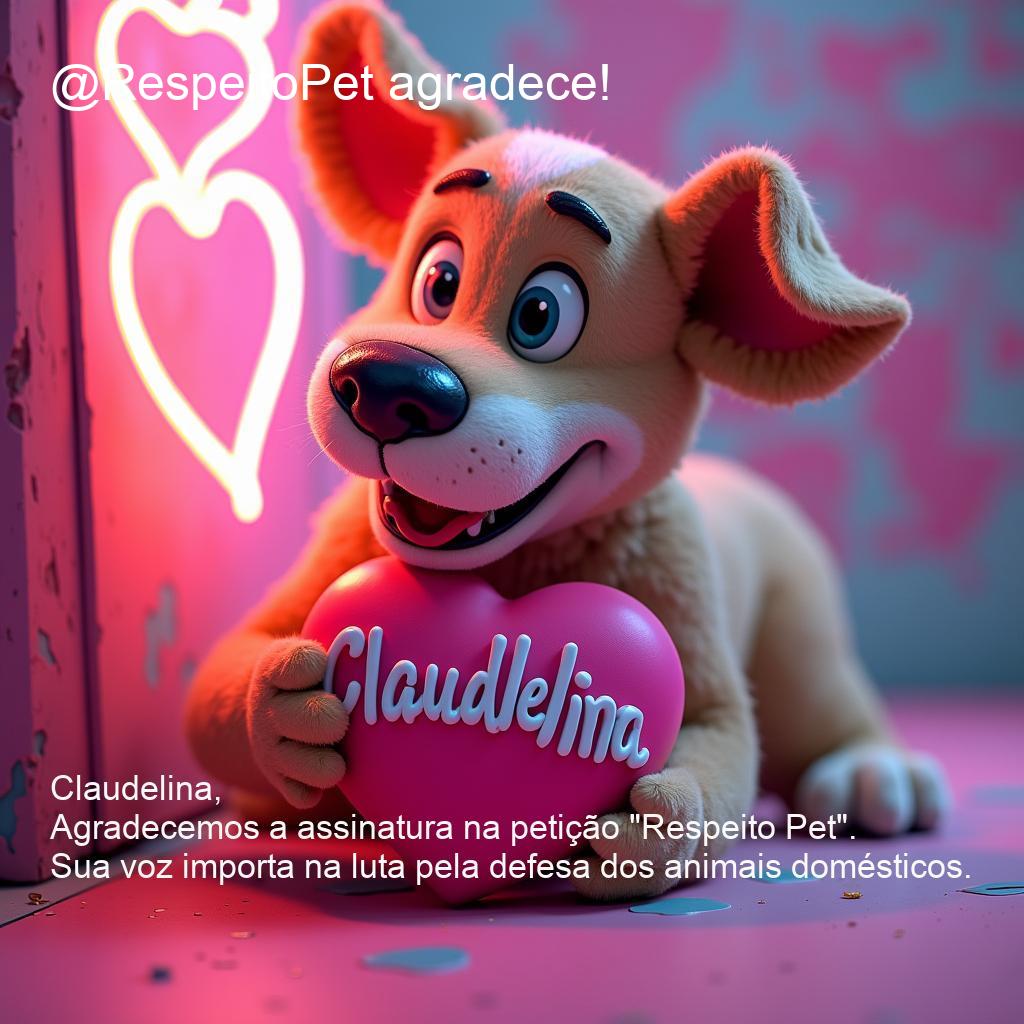 @RespeitoPet agradece!
Claudlelina
Claudelina,
Agradecemos a assinatura na petição "Respeito Pet".
Sua voz importa na luta pela defesa dos animais domésticos.